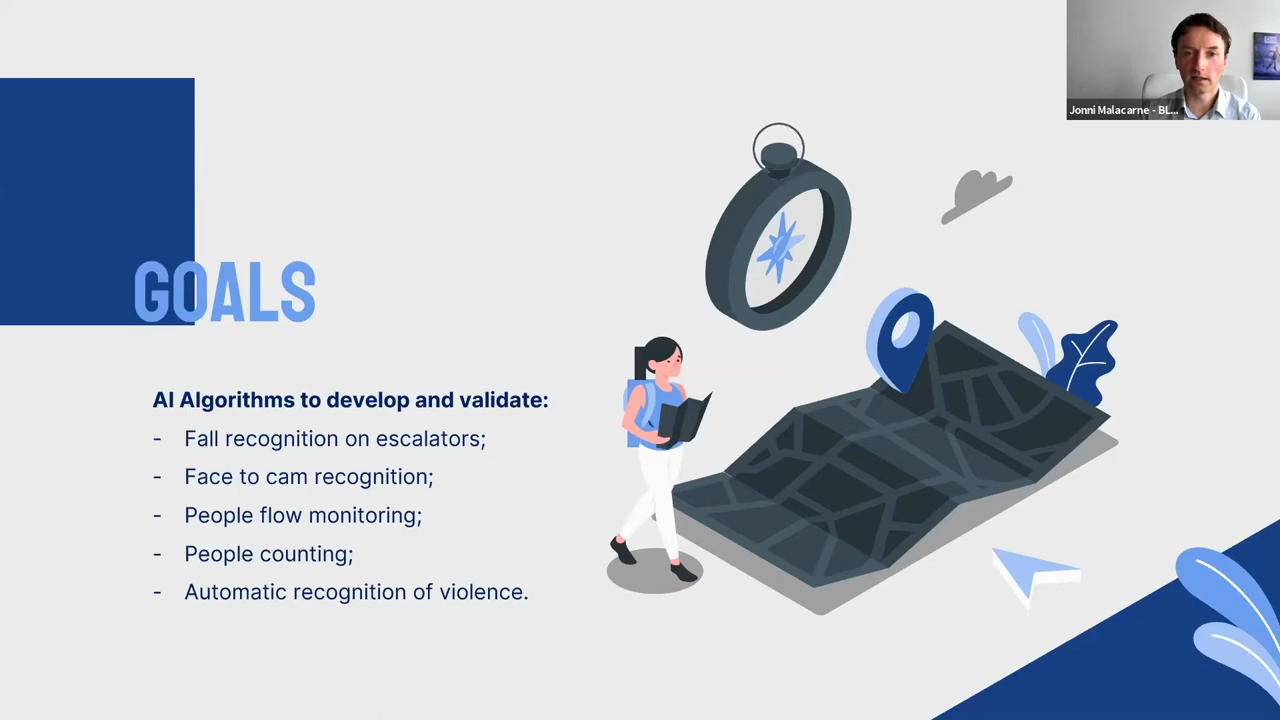 Jonni Malacarne - BL...
GOALS
AI Algorithms to develop and validate:
- Fall recognition on escalators;
- Face to cam recognition;
- People flow monitoring;
- People counting;
- Automatic recognition of violence.